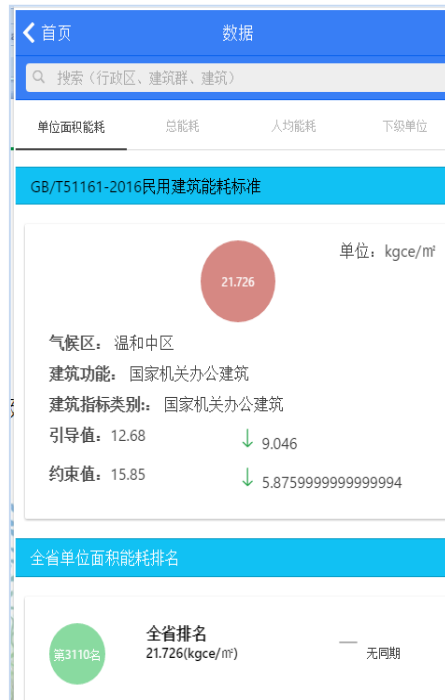 首页 数据
搜索（行政区、建筑群、建筑）
单位面积能耗 总能耗 人均能耗 下级单位
GB/T51161-2016民用建筑能耗标准
单位：kgce/㎡
21.726
气候区： 温和中区
建筑功能： 国家机关办公建筑
建筑指标类别:： 国家机关办公建筑
引导值：12.68 ↓ 9.046
约束值：15.85 ↓ 5.8759999999999994
全省单位面积能耗排名
第3110名
全省排名
21.726(kgce/㎡)
— 无同期